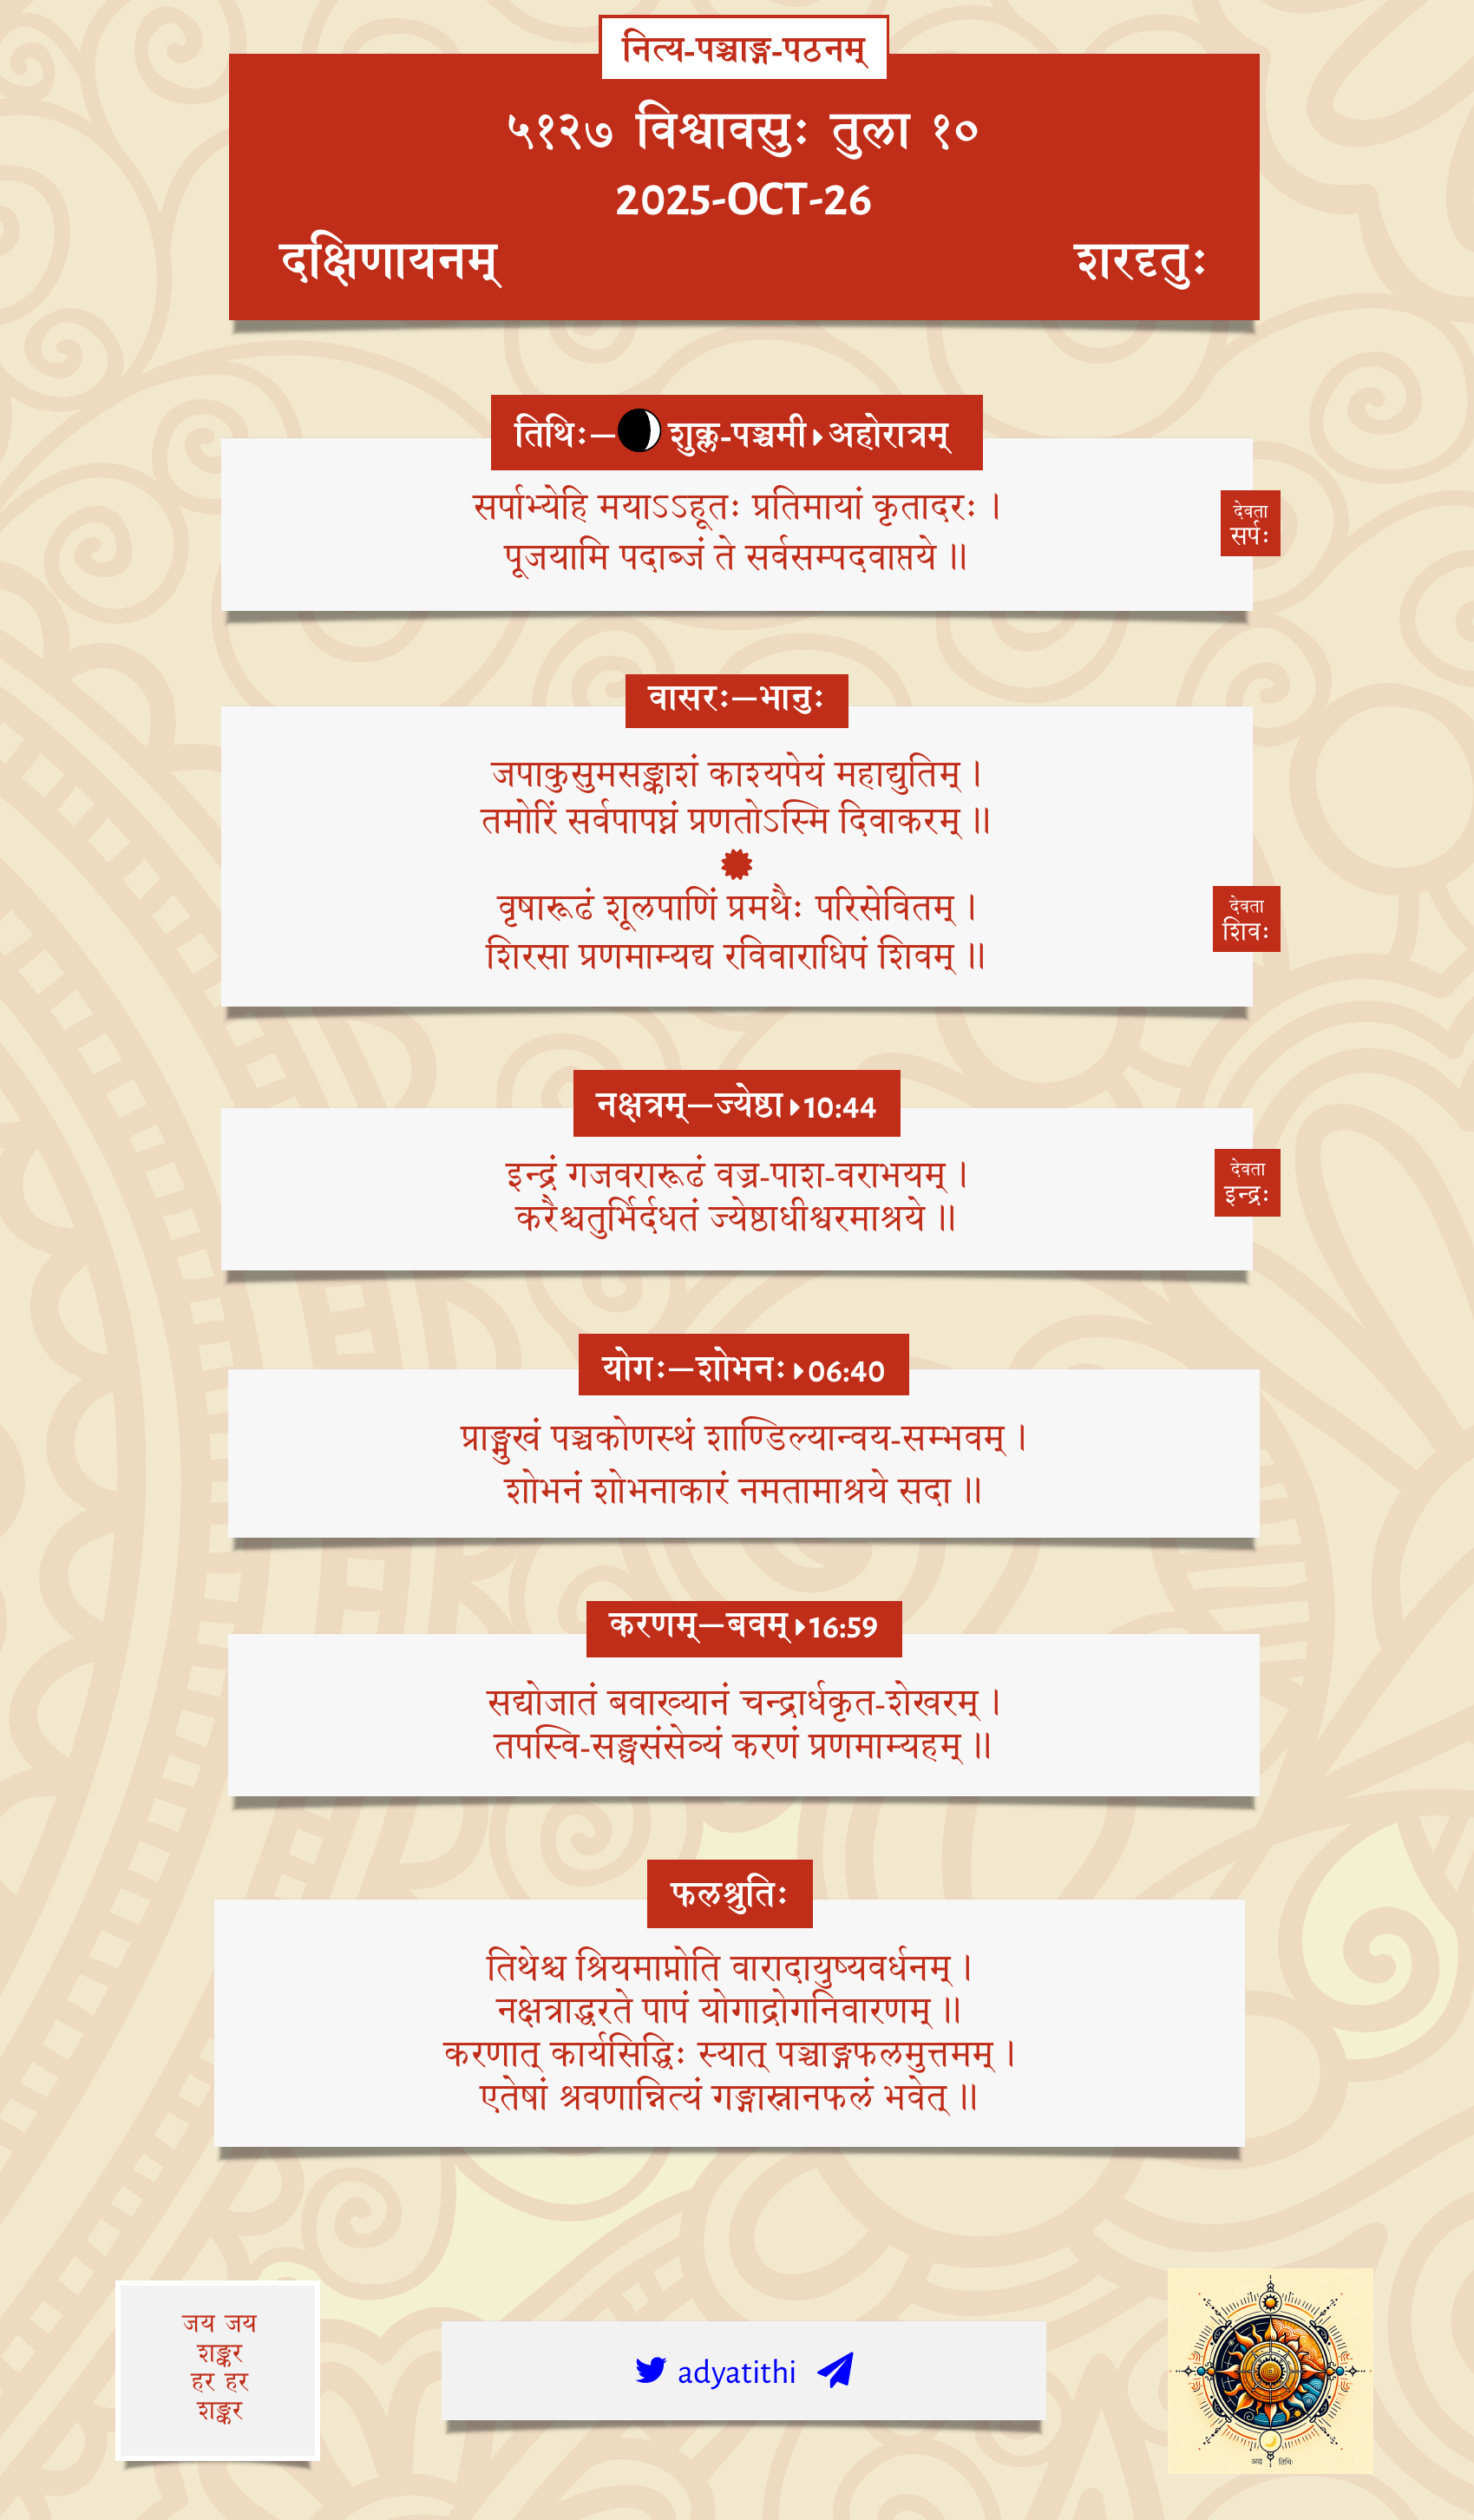 नित्य-पञ्चाङ्ग-पठनम्
५१२७ विश्वावसुः तुला १०
2025-OCT-26
दक्षिणायनम् शरदृतुः
तिथिः—शुक्ल-पञ्चमी▸अहोरात्रम्
सर्पाभ्येहि मयाऽऽहूतः प्रतिमायां कृतादरः ।
पूजयामि पदाब्जं ते सर्वसम्पदवाप्तये ॥
देवता
सर्पः
वासरः—भानुः
जपाकुसुमसङ्काशं काश्यपेयं महाद्युतिम् ।
तमोरिं सर्वपापघ्नं प्रणतोऽस्मि दिवाकरम् ॥
वृषारूढं शूलपाणिं प्रमथैः परिसेवितम् ।
शिरसा प्रणमाम्यद्य रविवाराधिपं शिवम् ॥
देवता
शिवः
नक्षत्रम्—ज्येष्ठा▸10:44
इन्द्रं गजवरारूढं वज्र-पाश-वराभयम् ।
करैश्चतुर्भिर्दधतं ज्येष्ठाधीश्वरमाश्रये ॥
देवता
इन्द्रः
योगः—शोभनः▸06:40
प्राङ्मुखं पञ्चकोणस्थं शाण्डिल्यान्वय-सम्भवम् ।
शोभनं शोभनाकारं नमतामाश्रये सदा ॥
करणम्—बवम्▸16:59
सद्योजातं बवाख्यानं चन्द्रार्धकृत-शेखरम् ।
तपस्वि-सङ्घसंसेव्यं करणं प्रणमाम्यहम् ॥
फलश्रुतिः
तिथेश्च श्रियमाप्नोति वारादायुष्यवर्धनम् ।
नक्षत्राद्धरते पापं योगाद्रोगनिवारणम् ॥
करणात् कार्यसिद्धिः स्यात् पञ्चाङ्गफलमुत्तमम् ।
एतेषां श्रवणान्नित्यं गङ्गास्नानफलं भवेत् ॥
जय जय
शङ्कर
हर हर
शङ्कर
adyatithi
अद्य तिथिः